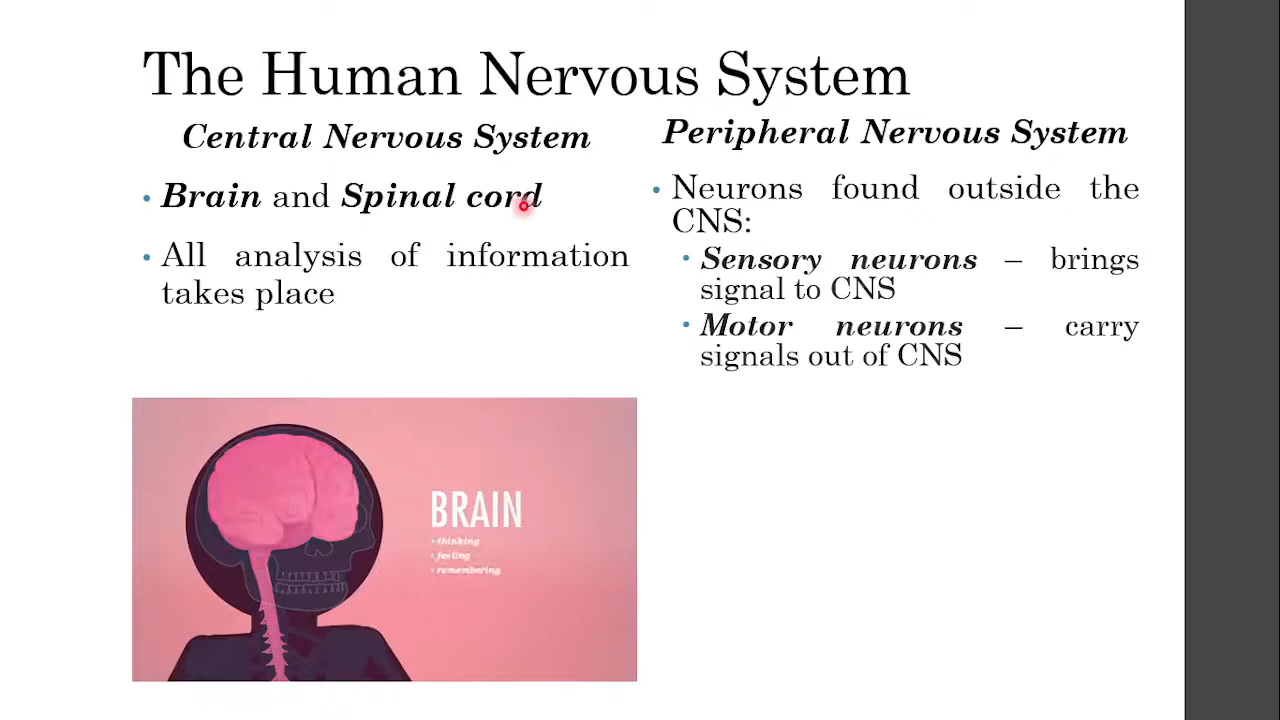 The Human Nervous System
Central Nervous System
• Brain and Spinal cord
• All analysis of information
takes place
Peripheral Nervous System
• Neurons found outside the
CNS:
• Sensory neurons – brings
signal to CNS
• Motor neurons – carry
signals out of CNS
BRAIN
• thinking
• feeling
• remembering